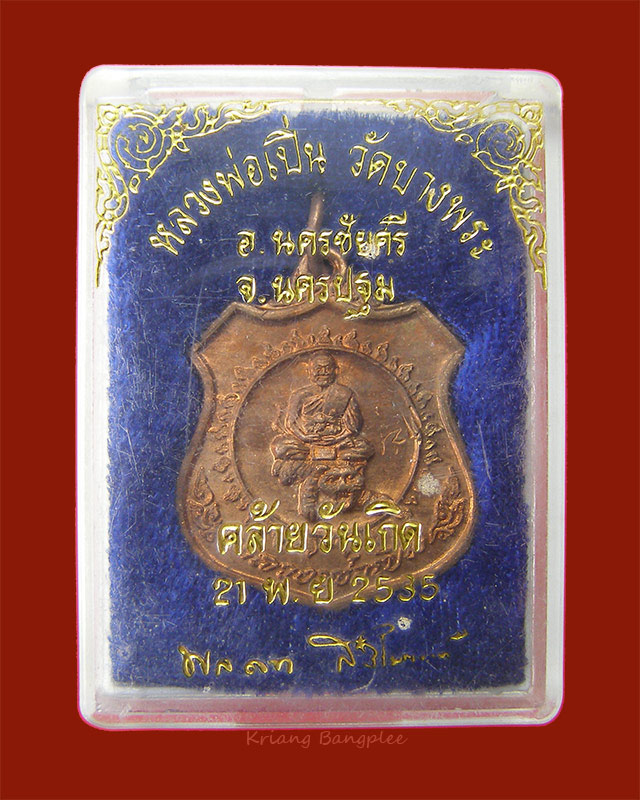 หลวงพ่อเปิ่น วัดบางพระ
อ.นครชัยศรี
จ.นครปฐม
คล้ายวันเกิด
21 พ.ย 2535
Kriang Bangplee